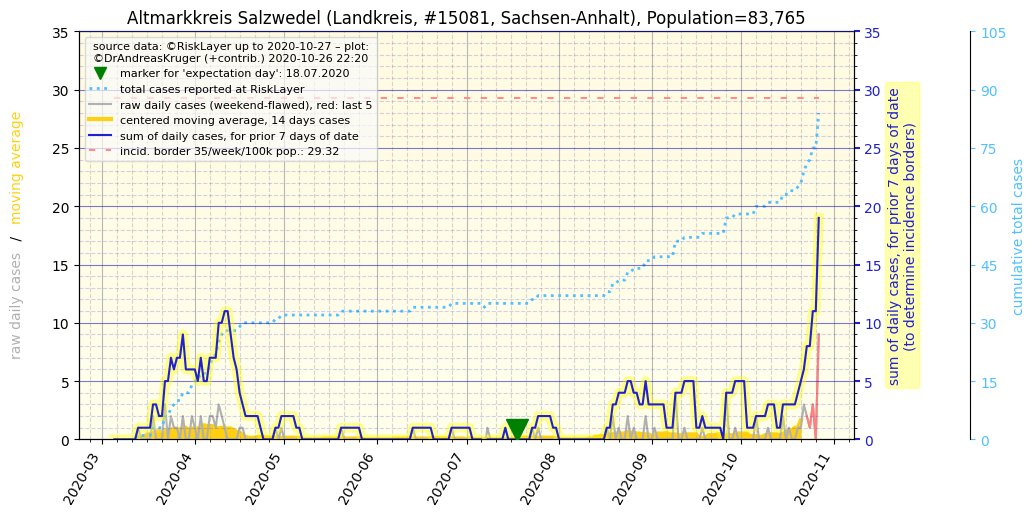 Altmarkkreis Salzwedel (Landkreis, #15081, Sachsen-Anhalt), Population=83,765
source data: ©RiskLayer up to 2020-10-27 – plot:
©DrAndreasKruger (+contrib.) 2020-10-26 22:20
marker for 'expectation day': 18.07.2020
total cases reported at RiskLayer
raw daily cases (weekend-flawed), red: last 5
centered moving average, 14 days cases
sum of daily cases, for prior 7 days of date
incid. border 35/week/100k pop.: 29.32
raw daily cases / moving average
35
30
25
20
15
10
5
0
2020-03
2020-04
2020-05
2020-06
2020-07
2020-08
2020-09
2020-10
2020-11
35
30
25
20
15
10
5
0
sum of daily cases, for prior 7 days of date
(to determine incidence borders)
105
90
75
60
45
30
15
0
cumulative total cases